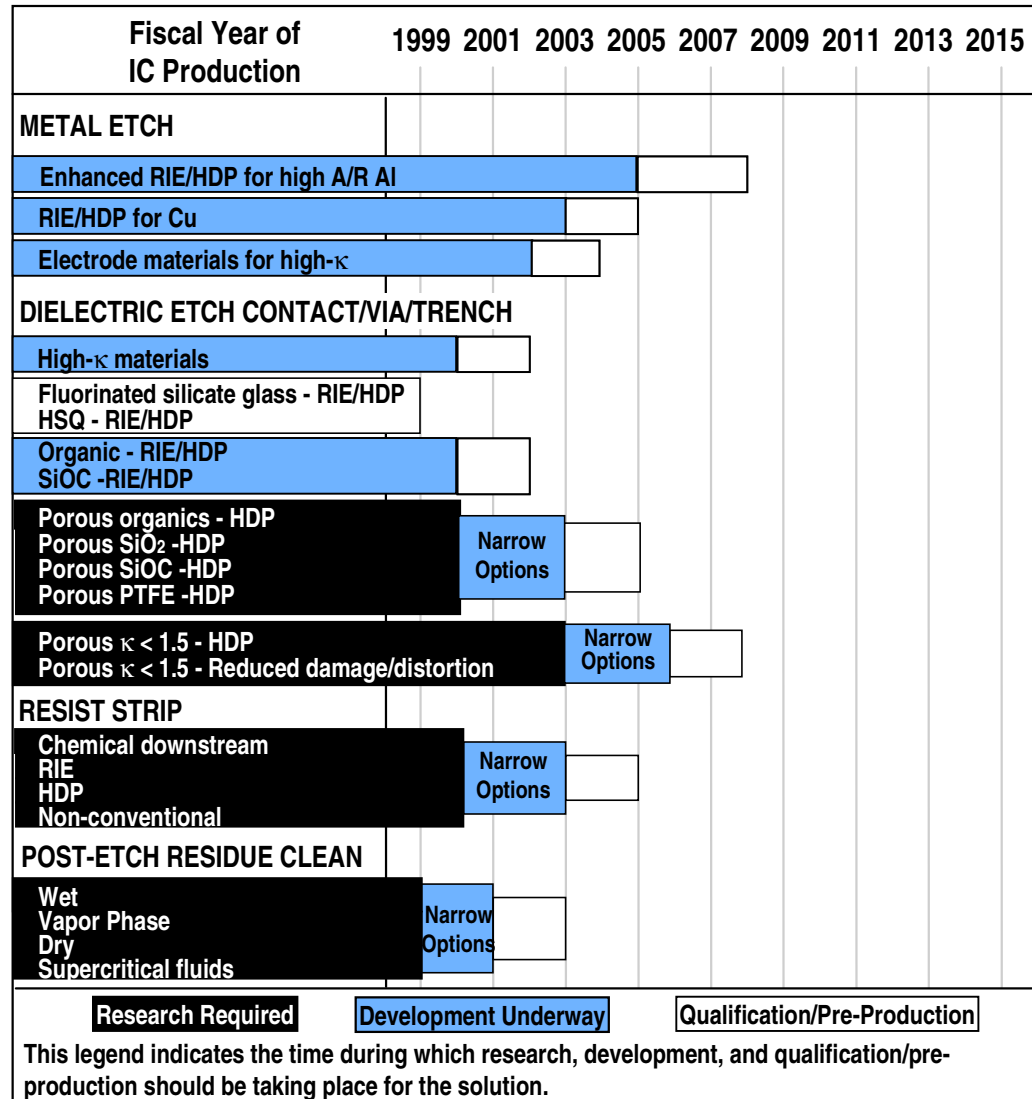 Fiscal Year of
IC Production
1999 2001 2003 2005 2007 2009 2011 2013 2015
METAL ETCH
Enhanced RIE/HDP for high A/R Al
RIE/HDP for Cu
Electrode materials for high-κ
DIELECTRIC ETCH CONTACT/VIA/TRENCH
High-κ materials
Fluorinated silicate glass - RIE/HDP
HSQ - RIE/HDP
Organic - RIE/HDP
SiOC -RIE/HDP
Porous organics - HDP
Porous SiO2 -HDP
Porous SiOC -HDP
Porous PTFE -HDP
Narrow
Options
Porous κ < 1.5 - HDP
Porous κ < 1.5 - Reduced damage/distortion
Narrow
Options
RESIST STRIP
Chemical downstream
RIE
HDP
Non-conventional
Narrow
Options
POST-ETCH RESIDUE CLEAN
Wet
Vapor Phase
Dry
Supercritical fluids
Narrow
Options
Research Required
Development Underway
Qualification/Pre-Production
This legend indicates the time during which research, development, and qualification/pre-
production should be taking place for the solution.